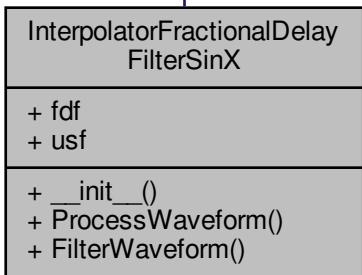 InterpolatorFractionalDelay
FilterSinX
+ fdf
+ usf
+ __init__()
+ ProcessWaveform()
+ FilterWaveform()